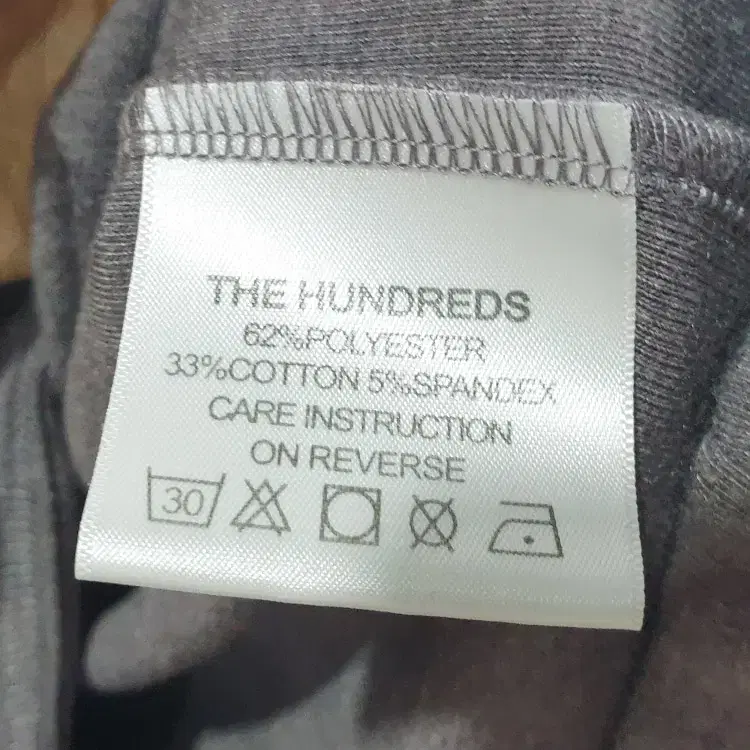 THE HUNDREDS
62%POLYESTER
33%COTTON 5%SPANDEX
CARE INSTRUCTION
ON REVERSE
30